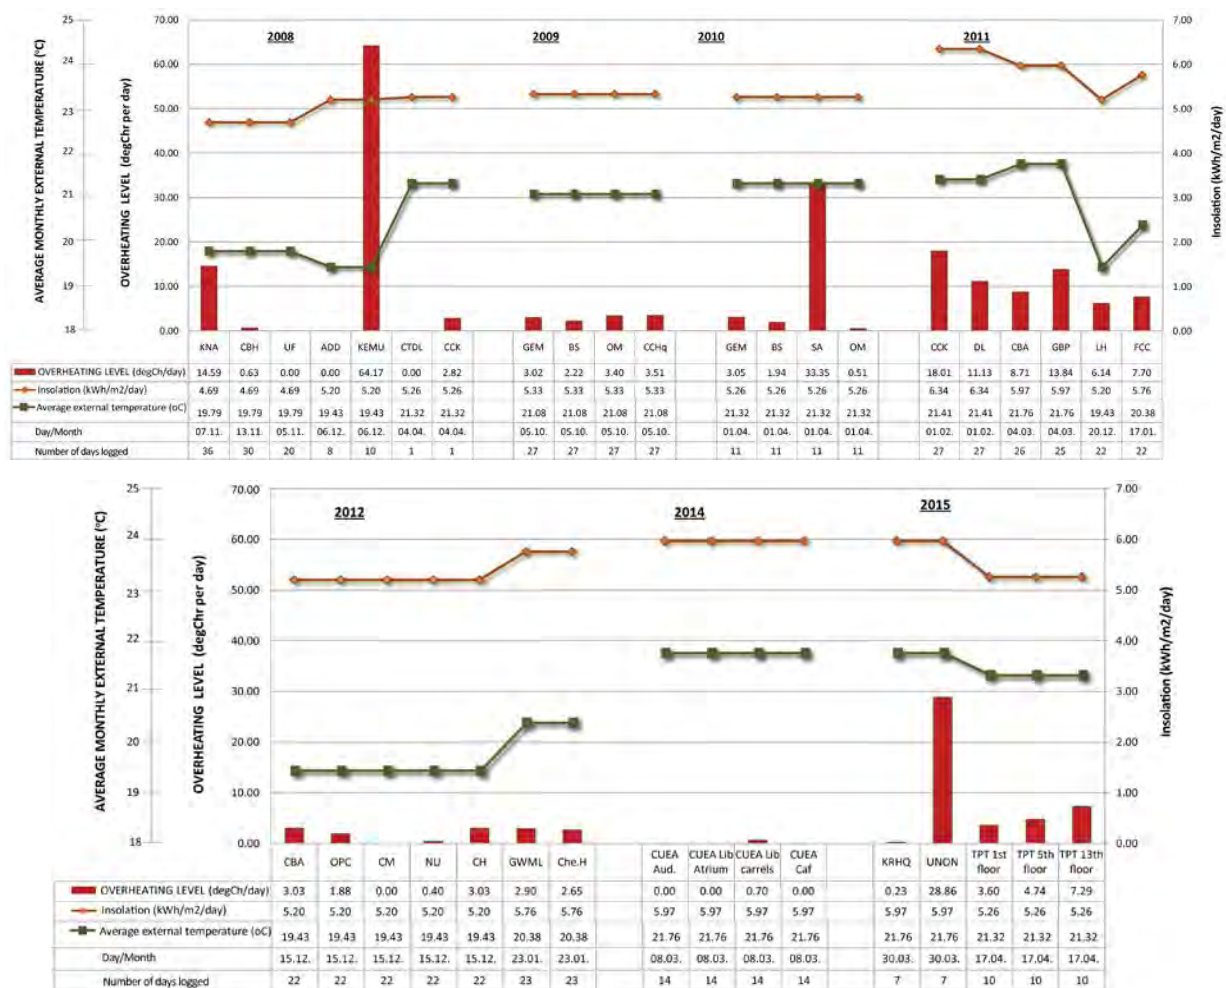 2008 2009 2010 2011
AVERAGE MONTHLY EXTERNAL TEMPERATURE (°C)
25
24
23
22
21
20
19
18
OVERHEATING LEVEL (degChr per day)
70.00
60.00
50.00
40.00
30.00
20.00
10.00
0.00
Insolation (kWh/m2/day)
7.00
6.00
5.00
4.00
3.00
2.00
1.00
0.00
KNA CBH UF ADD KEMU CTDL CCK GEM BS OM CCHq GEM BS SA OM CCK DL CBA GBP LH FCC
OVERHEATING LEVEL (degCh/day) 14.59 0.63 0.00 0.00 64.17 0.00 2.82 3.02 2.22 3.40 3.51 3.05 1.94 33.35 0.51 18.01 11.13 8.71 13.84 6.14 7.70
Insolation (kWh/m2/day) 4.69 4.69 4.69 5.20 5.20 5.26 5.26 5.33 5.33 5.33 5.33 5.26 5.26 5.26 5.26 6.34 6.34 5.97 5.97 5.20 5.76
Average external temperature (oC) 19.79 19.79 19.79 19.43 19.43 21.32 21.32 21.08 21.08 21.08 21.08 21.32 21.32 21.32 21.32 21.41 21.41 21.76 21.76 19.43 20.38
Day/Month 07.11. 13.11. 05.11. 06.12. 06.12. 04.04. 04.04. 05.10. 05.10. 05.10. 05.10. 01.04. 01.04. 01.04. 01.04. 01.02. 01.02. 04.03. 04.03. 20.12. 17.01.
Number of days logged 36 30 20 8 10 1 1 27 27 27 27 11 11 11 11 27 27 26 25 22 22
2012 2014 2015
AVERAGE MONTHLY EXTERNAL TEMPERATURE (°C)
25
24
23
22
21
20
19
18
OVERHEATING LEVEL (degChr per day)
70.00
60.00
50.00
40.00
30.00
20.00
10.00
0.00
Insolation (kWh/m2/day)
7.00
6.00
5.00
4.00
3.00
2.00
1.00
0.00
CBA OPC CM NU CH GWML Che.H CUEA Aud. CUEA Lib Atrium CUEA Lib carrels CUEA Caf KRHQ UNON TPT 1st floor TPT 5th floor TPT 13th floor
OVERHEATING LEVEL (degCh/day) 3.03 1.88 0.00 0.40 3.03 2.90 2.65 0.00 0.00 0.70 0.00 0.23 28.86 3.60 4.74 7.29
Insolation (kWh/m2/day) 5.20 5.20 5.20 5.20 5.20 5.76 5.76 5.97 5.97 5.97 5.97 5.97 5.97 5.26 5.26 5.26
Average external temperature (oC) 19.43 19.43 19.43 19.43 19.43 20.38 20.38 21.76 21.76 21.76 21.76 21.76 21.76 21.32 21.32 21.32
Day/Month 15.12. 15.12. 15.12. 15.12. 15.12. 23.01. 23.01. 08.03. 08.03. 08.03. 08.03. 30.03. 30.03. 17.04. 17.04. 17.04.
Number of days logged 22 22 22 22 22 23 23 14 14 14 14 7 7 10 10 10